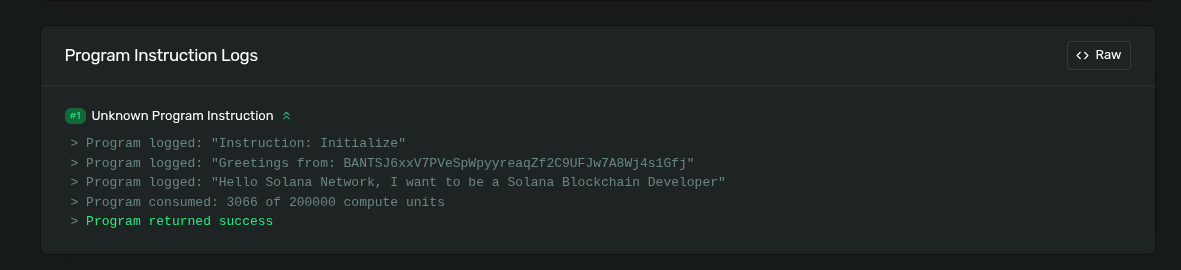 Program Instruction Logs
<> Raw
#1 Unknown Program Instruction
> Program logged: "Instruction: Initialize"
> Program logged: "Greetings from: BANTSJ6xxV7PVeSpWpyyreaqZf2C9UFJw7A8Wj4s1Gfj"
> Program logged: "Hello Solana Network, I want to be a Solana Blockchain Developer"
> Program consumed: 3066 of 200000 compute units
> Program returned success